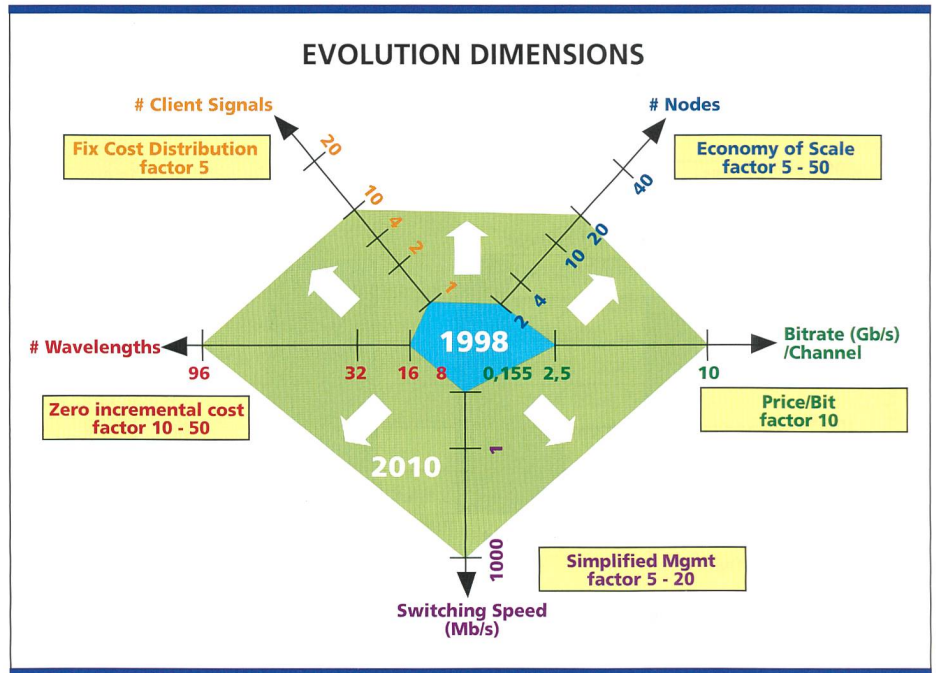 EVOLUTION DIMENSIONS
# Client Signals
# Nodes
Fix Cost Distribution
factor 5
Economy of Scale
factor 5 - 50
20
10
4
2
1
40
20
10
4
2
1998
# Wavelengths
96
32
16
8
0,155
2,5
10
Bitrate (Gb/s)
/Channel
Zero incremental cost
factor 10 - 50
Price/Bit
factor 10
2010
1
1000
Simplified Mgmt
factor 5 - 20
Switching Speed
(Mb/s)